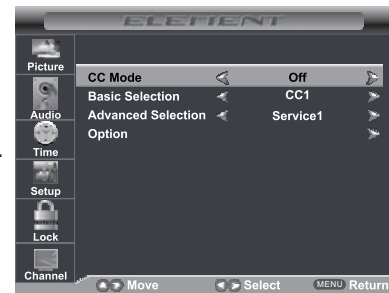 ELEMENT
Picture
Audio
Time
Setup
Lock
Channel
CC Mode Off
Basic Selection CC1
Advanced Selection Service1
Option
Move Select MENU Return